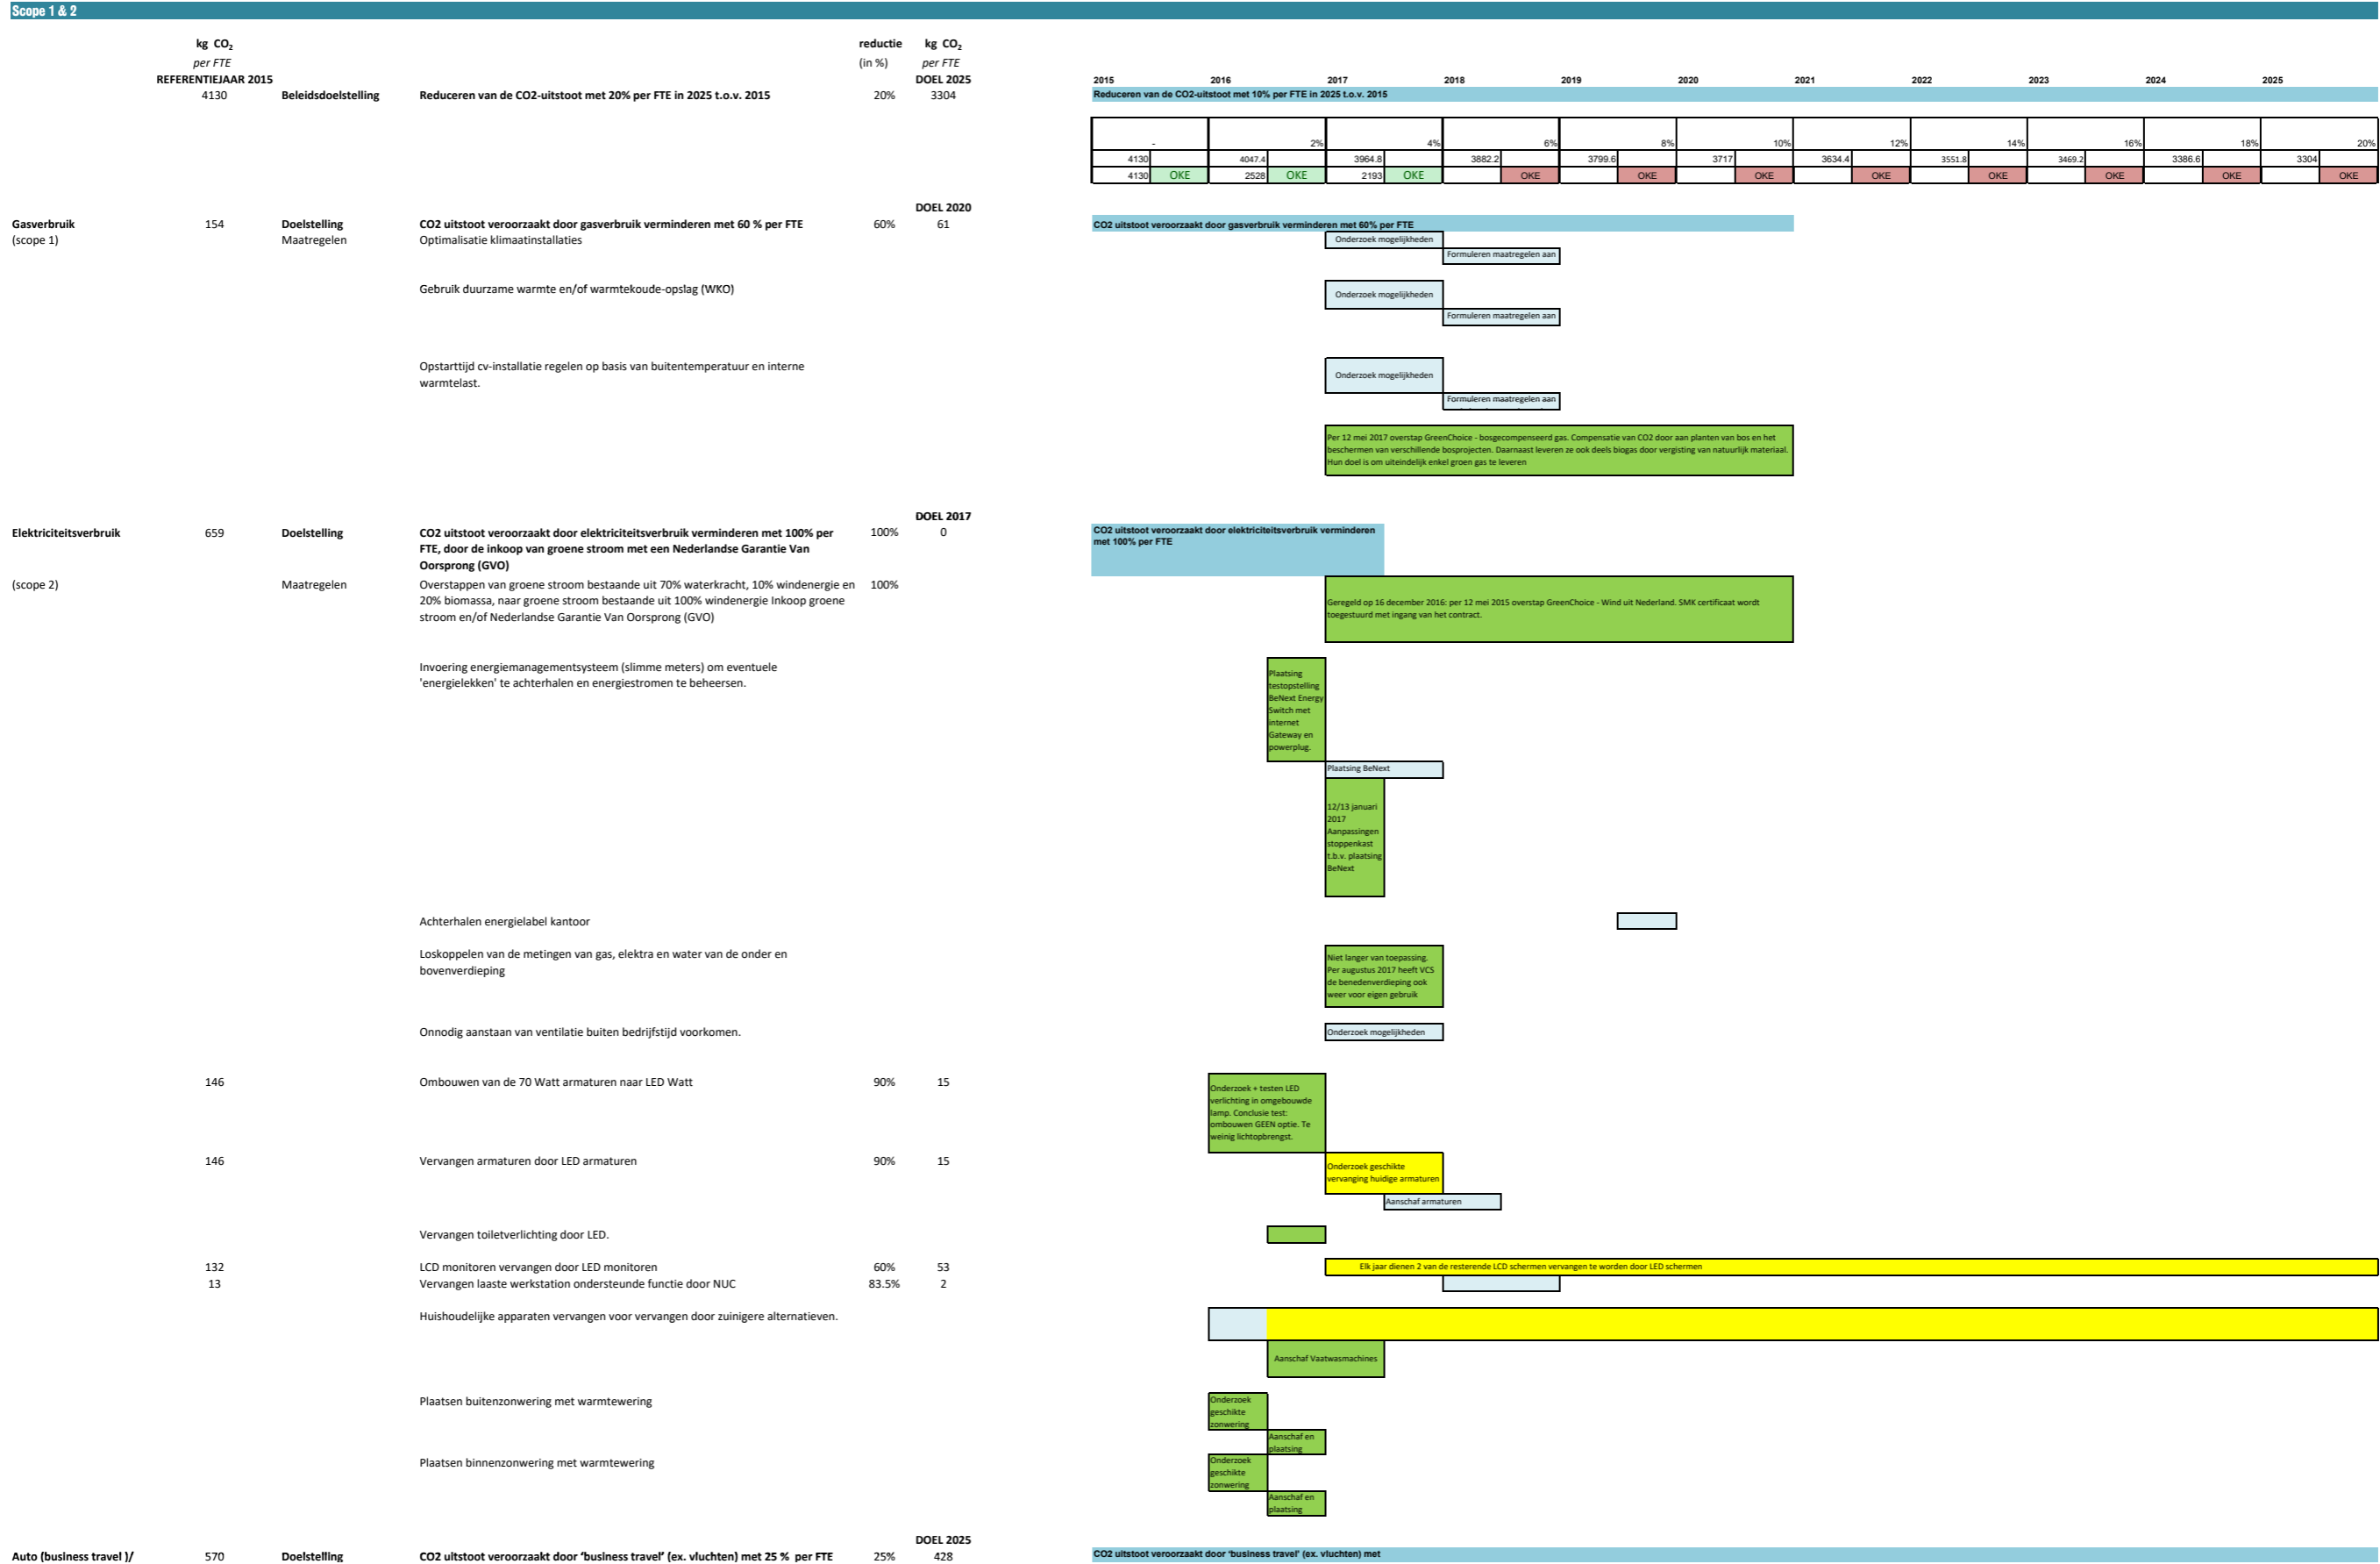 Scope 1 & 2
kg CO2 reductie kg CO2
per FTE (in %) per FTE
REFERENTIEJAAR 2015 DOEL 2025 2015 2016 2017 2018 2019 2020 2021 2022 2023 2024 2025
4130 Beleidsdoelstelling Reduceren van de CO2-uitstoot met 20% per FTE in 2025 t.o.v. 2015 20% 3304 Reduceren van de CO2-uitstoot met 10% per FTE in 2025 t.o.v. 2015
- 2% 4% 6% 8% 10% 12% 14% 16% 18% 20%
4130 4047.4 3964.8 3882.2 3799.6 3717 3634.4 3551.8 3469.2 3386.6 3304
4130 OKE 2528 OKE 2193 OKE OKE OKE OKE OKE OKE OKE OKE OKE
DOEL 2020
Gasverbruik 154 Doelstelling CO2 uitstoot veroorzaakt door gasverbruik verminderen met 60 % per FTE 60% 61 CO2 uitstoot veroorzaakt door gasverbruik verminderen met 60% per FTE
(scope 1) Maatregelen Optimalisatie klimaatinstallaties Onderzoek mogelijkheden
Formuleren maatregelen aan
Gebruik duurzame warmte en/of warmtekoude-opslag (WKO) Onderzoek mogelijkheden
Formuleren maatregelen aan
Opstarttijd cv-installatie regelen op basis van buitentemperatuur en interne
warmtelast.
Onderzoek mogelijkheden
Formuleren maatregelen aan
Per 12 mei 2017 overstap GreenChoice - bosgecompenseerd gas. Compensatie van CO2 door aan planten van bos en het
beschermen van verschillende bosprojecten. Daarnaast leveren ze ook deels biogas door vergisting van natuurlijk materiaal.
Hun doel is om uiteindelijk enkel groen gas te leveren
DOEL 2017
Elektriciteitsverbruik 659 Doelstelling CO2 uitstoot veroorzaakt door elektriciteitsverbruik verminderen met 100% per 100% 0
FTE, door de inkoop van groene stroom met een Nederlandse Garantie Van
Oorsprong (GVO)
CO2 uitstoot veroorzaakt door elektriciteitsverbruik verminderen
met 100% per FTE
(scope 2) Maatregelen Overstappen van groene stroom bestaande uit 70% waterkracht, 10% windenergie en 100%
20% biomassa, naar groene stroom bestaande uit 100% windenergie Inkoop groene
stroom en/of Nederlandse Garantie Van Oorsprong (GVO)
Geregeld op 16 december 2016: per 12 mei 2015 overstap GreenChoice - Wind uit Nederland. SMK certificaat wordt
toegestuurd met ingang van het contract.
Invoering energiemanagementsysteem (slimme meters) om eventuele
'energielekken' te achterhalen en energiestromen te beheersen.
Plaatsing
testopstelling
BeNext Energy
Switch met
internet
Gateway en
powerplug.
Plaatsing BeNext
12/13 januari
2017
Aanpassingen
stoppenkast
t.b.v. plaatsing
BeNext
Achterhalen energielabel kantoor
Loskoppelen van de metingen van gas, elektra en water van de onder en
bovenverdieping
Niet langer van toepassing.
Per augustus 2017 heeft VCS
de benedenverdieping ook
weer voor eigen gebruik
Onnodig aanstaan van ventilatie buiten bedrijfstijd voorkomen. Onderzoek mogelijkheden
146 Ombouwen van de 70 Watt armaturen naar LED Watt 90% 15
Onderzoek + testen LED
verlichting in omgebouwde
lamp. Conclusie test:
ombouwen GEEN optie. Te
weinig lichtopbrengst.
146 Vervangen armaturen door LED armaturen 90% 15
Onderzoek geschikte
vervanging huidige armaturen
Aanschaf armaturen
Vervangen toiletverlichting door LED.
132 LCD monitoren vervangen door LED monitoren 60% 53 Elk jaar dienen 2 van de resterende LCD schermen vervangen te worden door LED schermen
13 Vervangen laaste werkstation ondersteunde functie door NUC 83.5% 2
Huishoudelijke apparaten vervangen voor vervangen door zuinigere alternatieven.
Aanschaf Vaatwasmachines
Plaatsen buitenzonwering met warmtewering
Onderzoek
geschikte
zonwering
Aanschaf en
plaatsing
Plaatsen binnenzonwering met warmtewering
Onderzoek
geschikte
zonwering
Aanschaf en
plaatsing
DOEL 2025
Auto (business travel )/ 570 Doelstelling CO2 uitstoot veroorzaakt door 'business travel' (ex. vluchten) met 25 % per FTE 25% 428 CO2 uitstoot veroorzaakt door 'business travel' (ex. vluchten) met